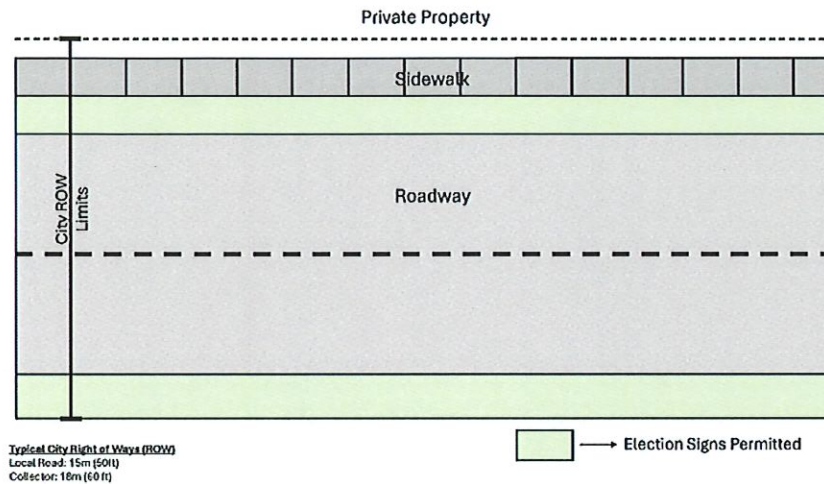 Private Property
Sidewalk
Roadway
City ROW
Limits
Typical City Right of Ways (ROW)
Local Road: 15m (50ft)
Collector: 18m (60 ft)
Election Signs Permitted